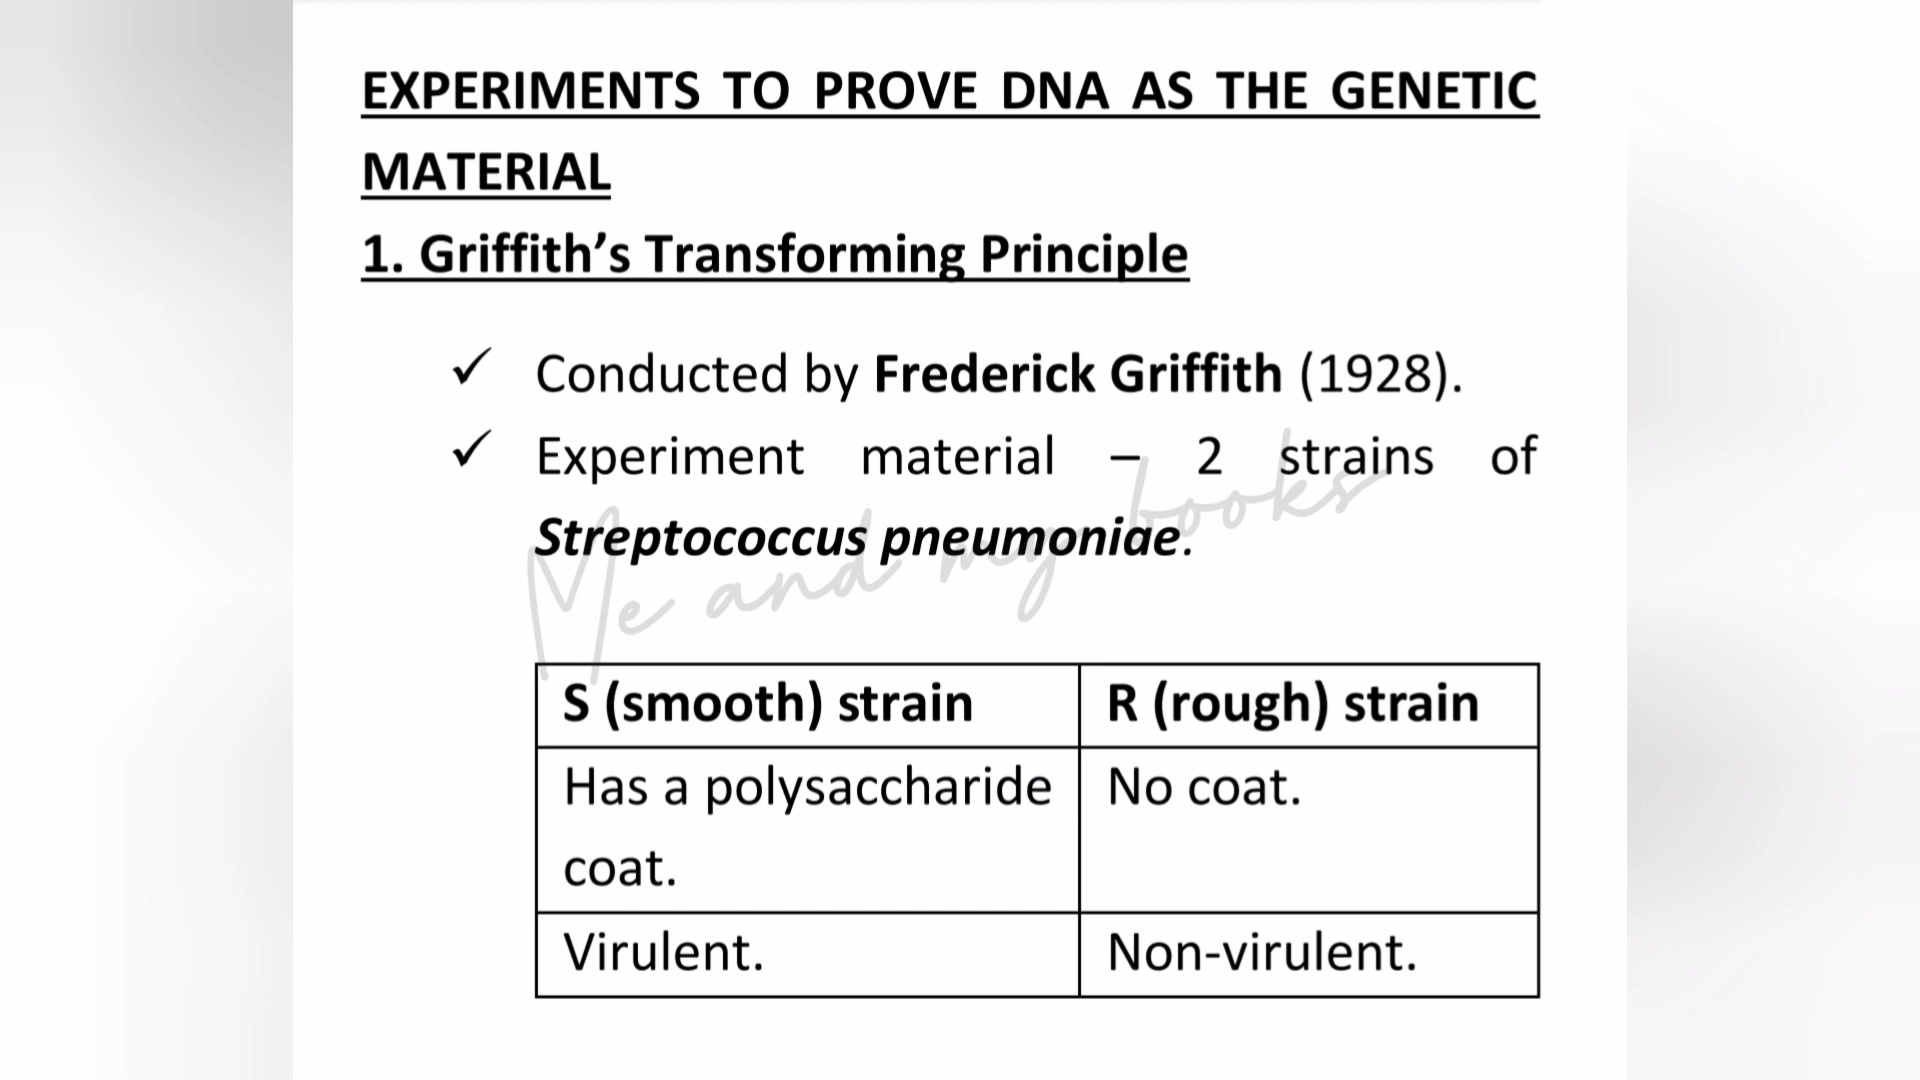 EXPERIMENTS TO PROVE DNA AS THE GENETIC
MATERIAL
1. Griffith’s Transforming Principle
✓ Conducted by Frederick Griffith (1928).
✓ Experiment material – 2 strains of
Streptococcus pneumoniae.
Me and my books
S (smooth) strain R (rough) strain
Has a polysaccharide No coat.
coat.
Virulent. Non-virulent.